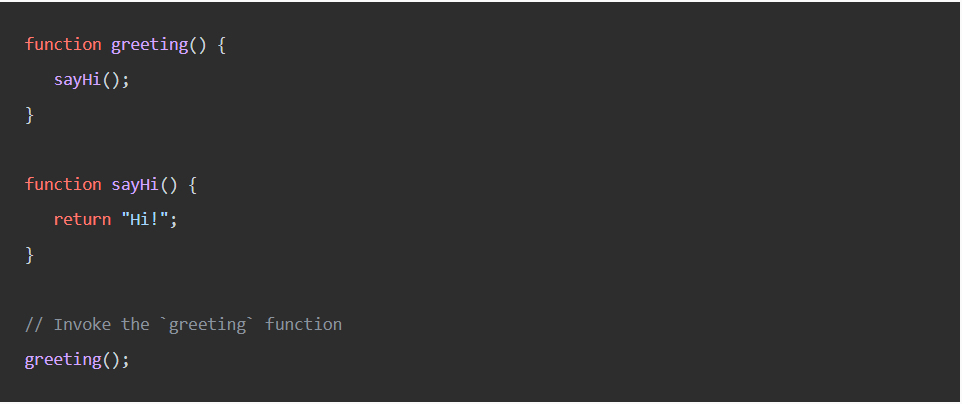 function greeting() {
   sayHi();
}

function sayHi() {
   return "Hi!";
}

// Invoke the `greeting` function
greeting();